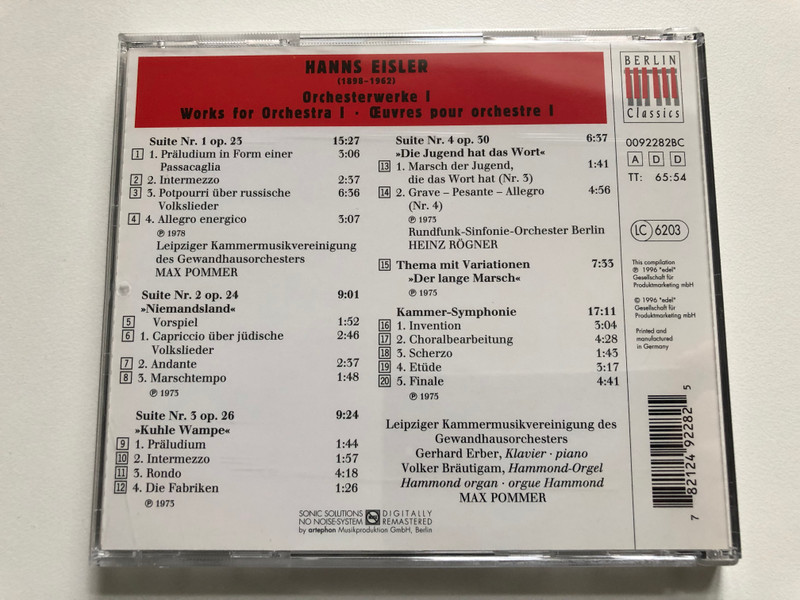 HANNS EISLER
(1898–1962)
Orchesterwerke I
Works for Orchestra I · Œuvres pour orchestre I
Suite Nr. 1 op. 23 15:27
1 1. Präludium in Form einer 3:06
Passacaglia
2 2. Intermezzo 2:37
3 3. Potpourri über russische 6:36
Volkslieder
4 4. Allegro energico 3:07
℗ 1978
Leipziger Kammermusikvereinigung
des Gewandhausorchesters
MAX POMMER
Suite Nr. 2 op. 24 9:01
»Niemandsland«
5 Vorspiel 1:52
6 1. Capriccio über jüdische 2:46
Volkslieder
7 2. Andante 2:37
8 3. Marschtempo 1:48
℗ 1973
Suite Nr. 3 op. 26 9:24
»Kuhle Wampe«
9 1. Präludium 1:44
10 2. Intermezzo 1:57
11 3. Rondo 4:18
12 4. Die Fabriken 1:26
℗ 1973
Suite Nr. 4 op. 30 6:37
»Die Jugend hat das Wort«
13 1. Marsch der Jugend, 1:41
die das Wort hat (Nr. 3)
14 2. Grave – Pesante – Allegro 4:56
(Nr. 4)
℗ 1973
Rundfunk-Sinfonie-Orchester Berlin
HEINZ RÖGNER
15 Thema mit Variationen 7:33
»Der lange Marsch«
℗ 1973
Kammer-Symphonie 17:11
16 1. Invention 3:04
17 2. Choralbearbeitung 4:28
18 3. Scherzo 1:43
19 4. Etüde 3:17
20 5. Finale 4:41
Leipziger Kammermusikvereinigung des
Gewandhausorchesters
Gerhard Erber, Klavier · piano
Volker Bräutigam, Hammond-Orgel
Hammond organ · orgue Hammond
MAX POMMER
BERLIN
Classics
0092282BC
A D D
TT: 65:54
LC 6203
This compilation
℗ 1996 "edel"
Gesellschaft für
Produktmarketing mbH
© 1996 "edel"
Gesellschaft für
Produktmarketing mbH
Printed and
manufactured
in Germany
7 82124 92282 5
SONIC SOLUTIONS DIGITALLY
NO NOISE-SYSTEM REMASTERED
by artephon Musikproduktion GmbH, Berlin